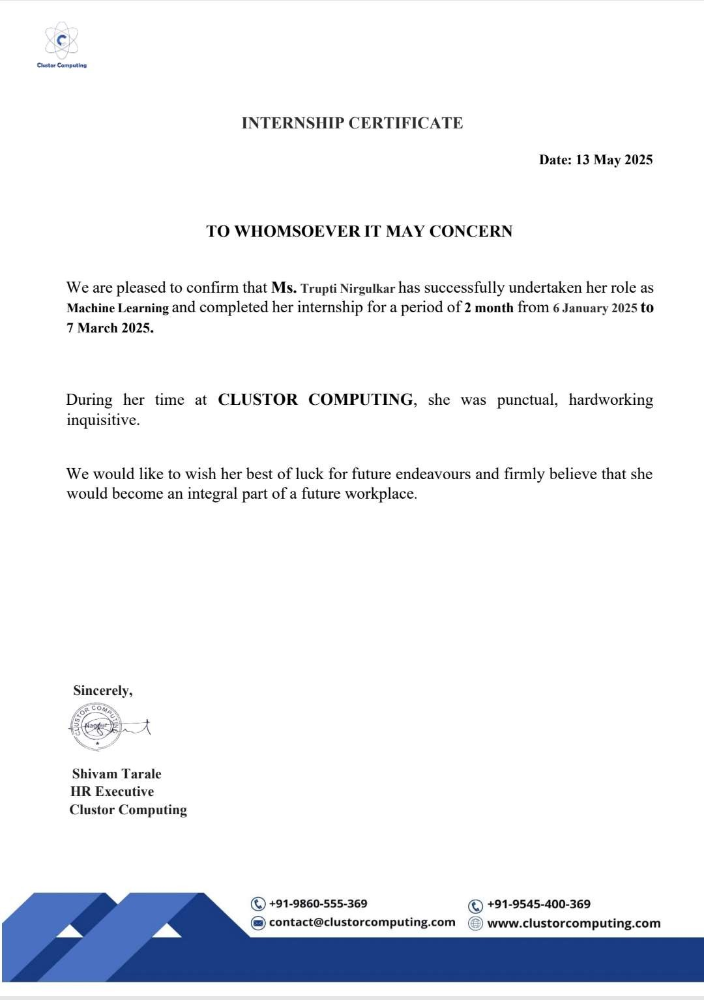 C
Clustor Computing
INTERNSHIP CERTIFICATE
Date: 13 May 2025
TO WHOMSOEVER IT MAY CONCERN
We are pleased to confirm that Ms. Trupti Nirgulkar has successfully undertaken her role as
Machine Learning and completed her internship for a period of 2 month from 6 January 2025 to
7 March 2025.
During her time at CLUSTOR COMPUTING, she was punctual, hardworking
inquisitive.
We would like to wish her best of luck for future endeavours and firmly believe that she
would become an integral part of a future workplace.
Sincerely,
CLUSTOR COMPUTING
Nagpur
Shivam Tarale
HR Executive
Clustor Computing
+91-9860-555-369 +91-9545-400-369
contact@clustorcomputing.com www.clustorcomputing.com